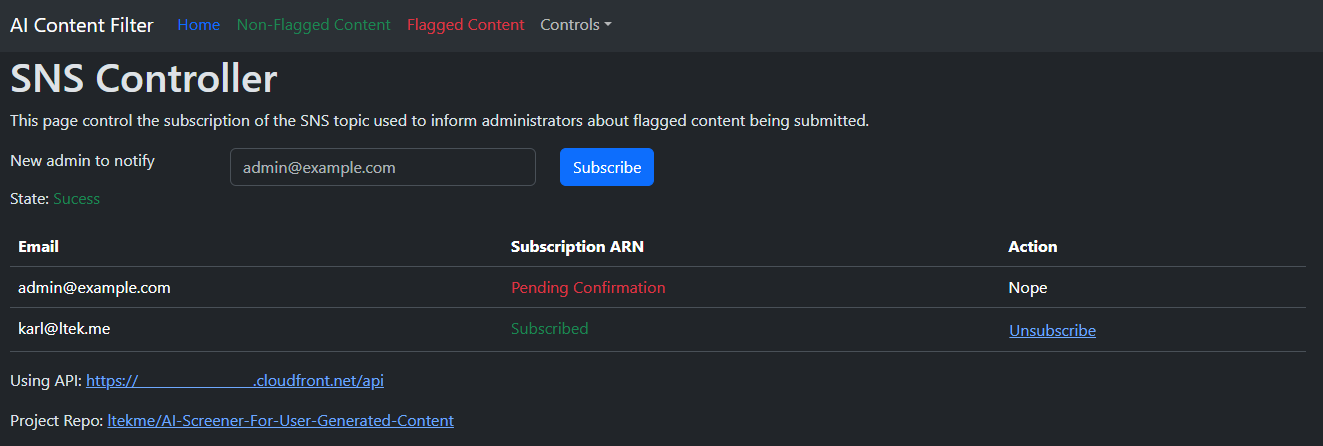 AI Content Filter Home Non-Flagged Content Flagged Content Controls
SNS Controller
This page control the subscription of the SNS topic used to inform administrators about flagged content being submitted.
New admin to notify admin@example.com Subscribe
State: Sucess
Email Subscription ARN Action
admin@example.com Pending Confirmation Nope
karl@ltek.me Subscribed Unsubscribe
Using API: https:// .cloudfront.net/api
Project Repo: ltekme/AI-Screener-For-User-Generated-Content